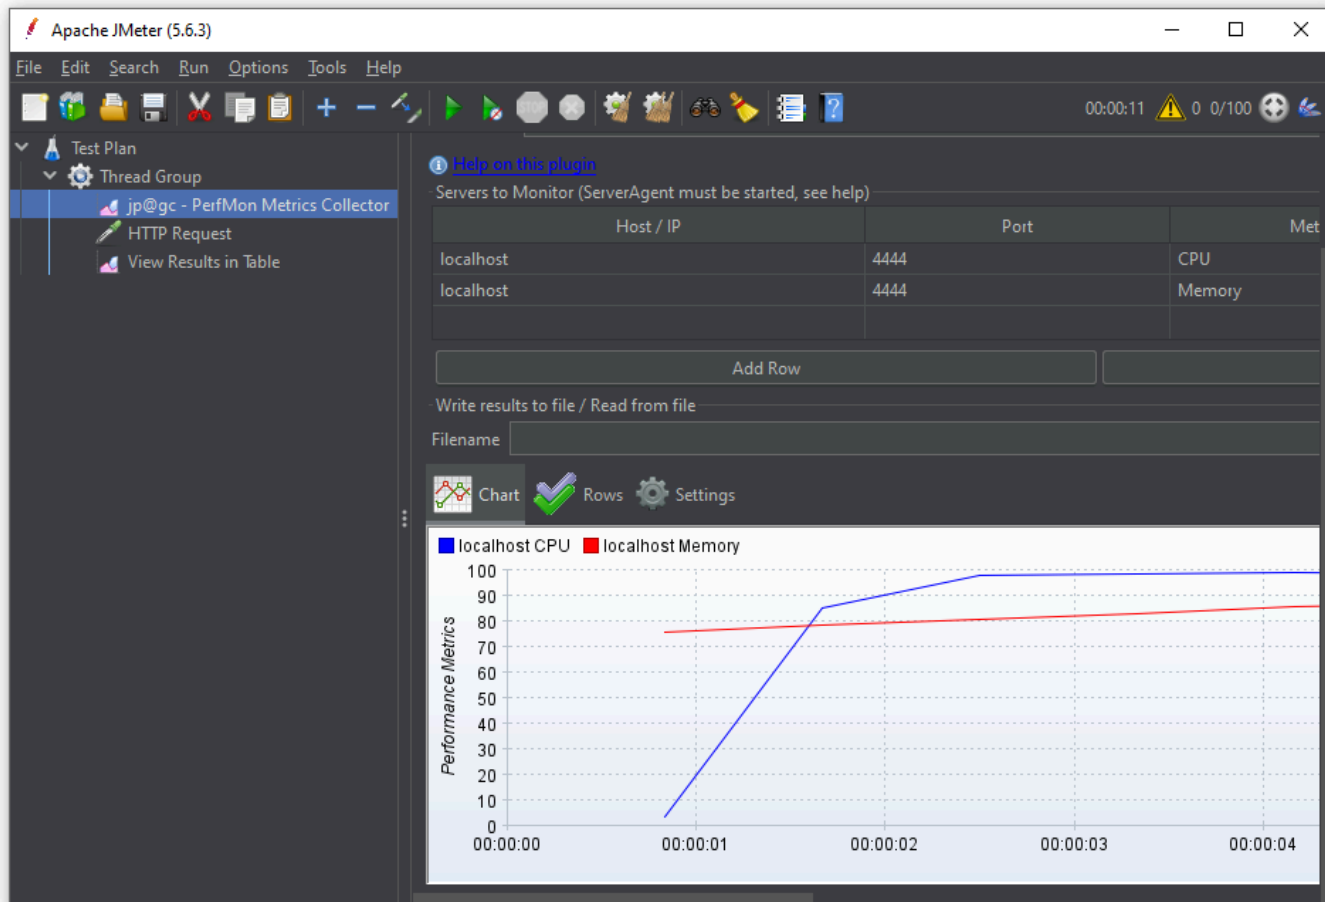 Apache JMeter (5.6.3)
File Edit Search Run Options Tools Help
STOP 00:00:11 0 0/100
Test Plan
Thread Group
jp@gc - PerfMon Metrics Collector
HTTP Request
View Results in Table
Help on this plugin
Servers to Monitor (ServerAgent must be started, see help)
Host / IP Port Met
localhost 4444 CPU
localhost 4444 Memory
Add Row
Write results to file / Read from file
Filename
Chart Rows Settings
localhost CPU localhost Memory
Performance Metrics
100
90
80
70
60
50
40
30
20
10
0
00:00:00 00:00:01 00:00:02 00:00:03 00:00:04